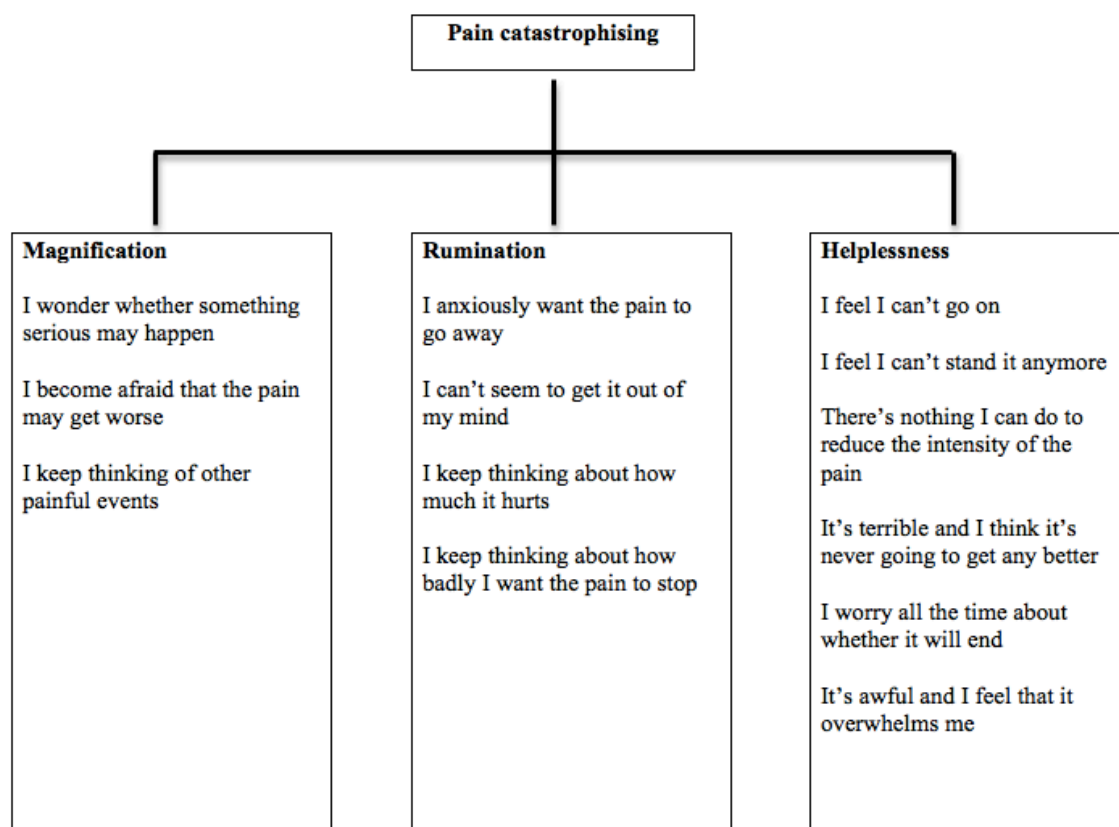 Pain catastrophising
Magnification
I wonder whether something
serious may happen
I become afraid that the pain
may get worse
I keep thinking of other
painful events
Rumination
I anxiously want the pain to
go away
I can’t seem to get it out of
my mind
I keep thinking about how
much it hurts
I keep thinking about how
badly I want the pain to stop
Helplessness
I feel I can’t go on
I feel I can’t stand it anymore
There’s nothing I can do to
reduce the intensity of the
pain
It’s terrible and I think it’s
never going to get any better
I worry all the time about
whether it will end
It’s awful and I feel that it
overwhelms me